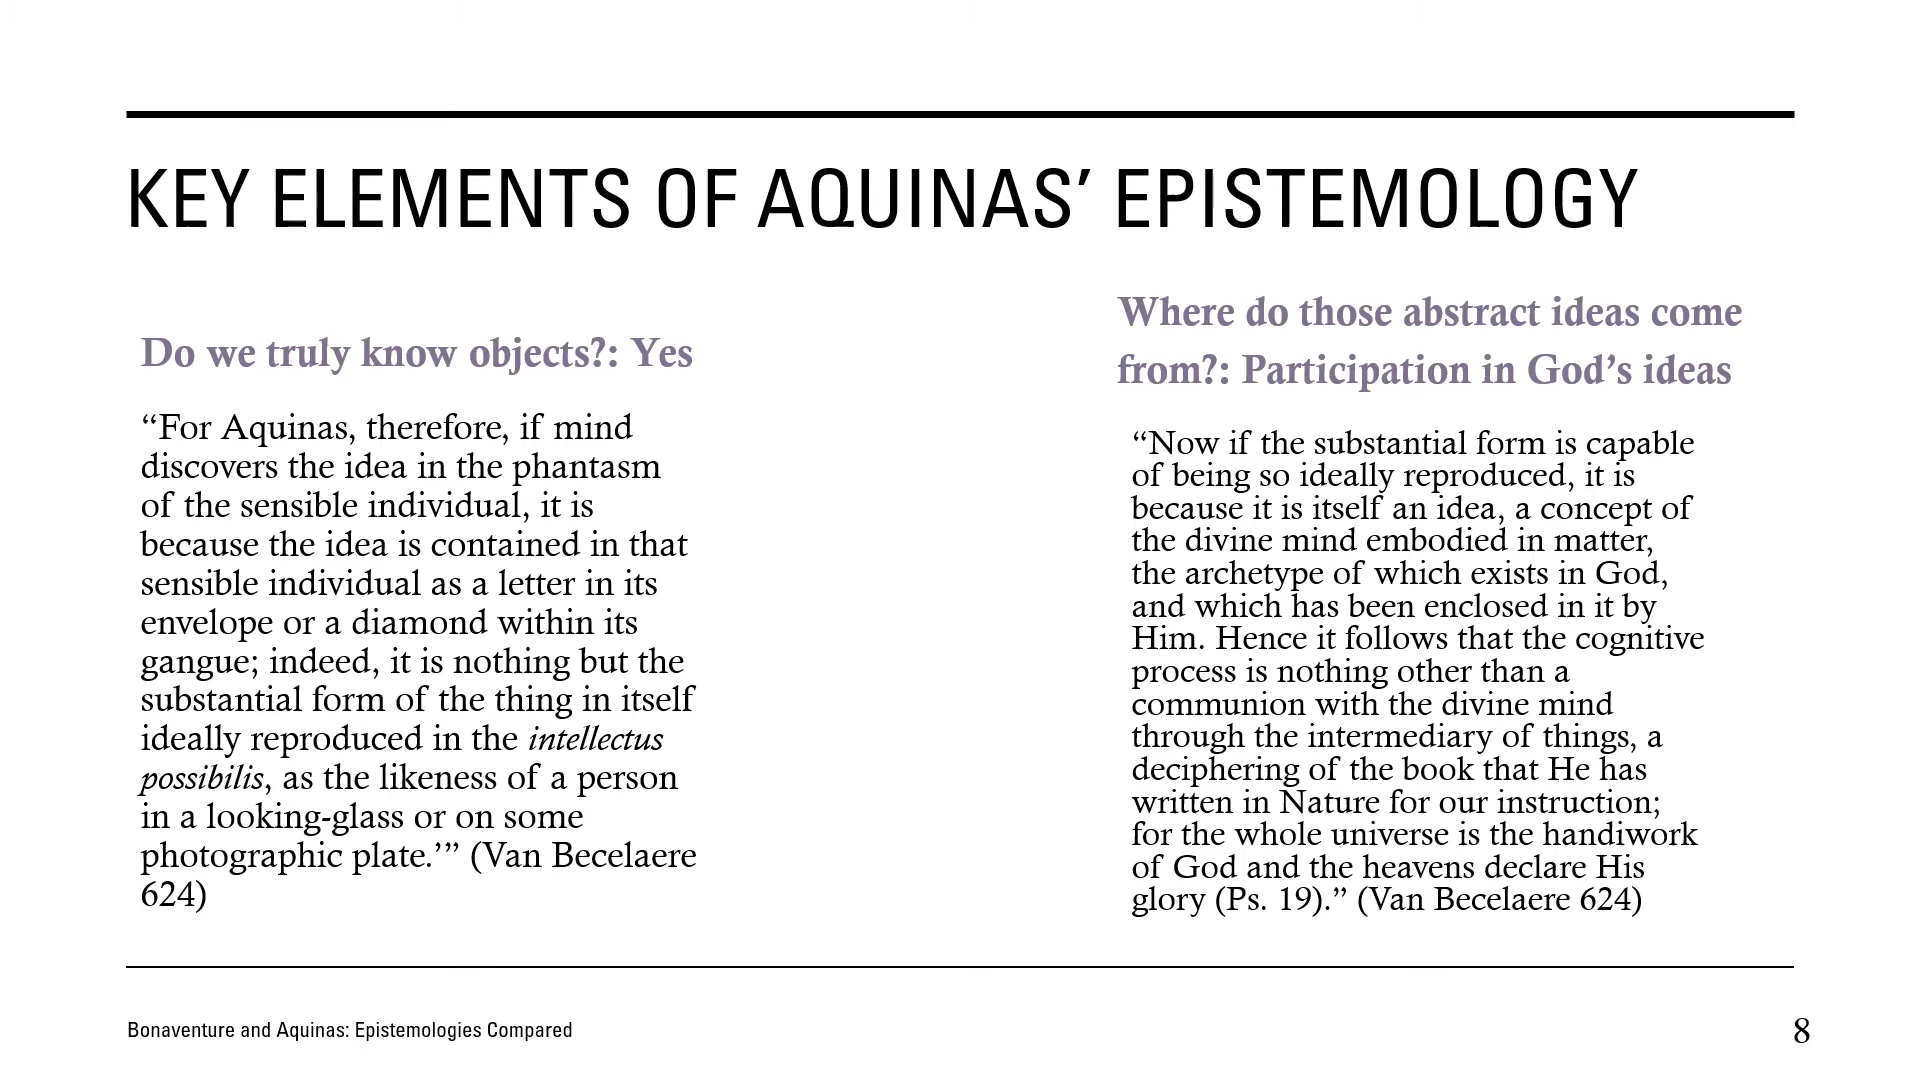 KEY ELEMENTS OF AQUINAS’ EPISTEMOLOGY
Do we truly know objects?: Yes
“For Aquinas, therefore, if mind
discovers the idea in the phantasm
of the sensible individual, it is
because the idea is contained in that
sensible individual as a letter in its
envelope or a diamond within its
gangue; indeed, it is nothing but the
substantial form of the thing in itself
ideally reproduced in the intellectus
possibilis, as the likeness of a person
in a looking-glass or on some
photographic plate.’” (Van Becelaere
624)
Where do those abstract ideas come
from?: Participation in God’s ideas
“Now if the substantial form is capable
of being so ideally reproduced, it is
because it is itself an idea, a concept of
the divine mind embodied in matter,
the archetype of which exists in God,
and which has been enclosed in it by
Him. Hence it follows that the cognitive
process is nothing other than a
communion with the divine mind
through the intermediary of things, a
deciphering of the book that He has
written in Nature for our instruction;
for the whole universe is the handiwork
of God and the heavens declare His
glory (Ps. 19).” (Van Becelaere 624)
Bonaventure and Aquinas: Epistemologies Compared
8